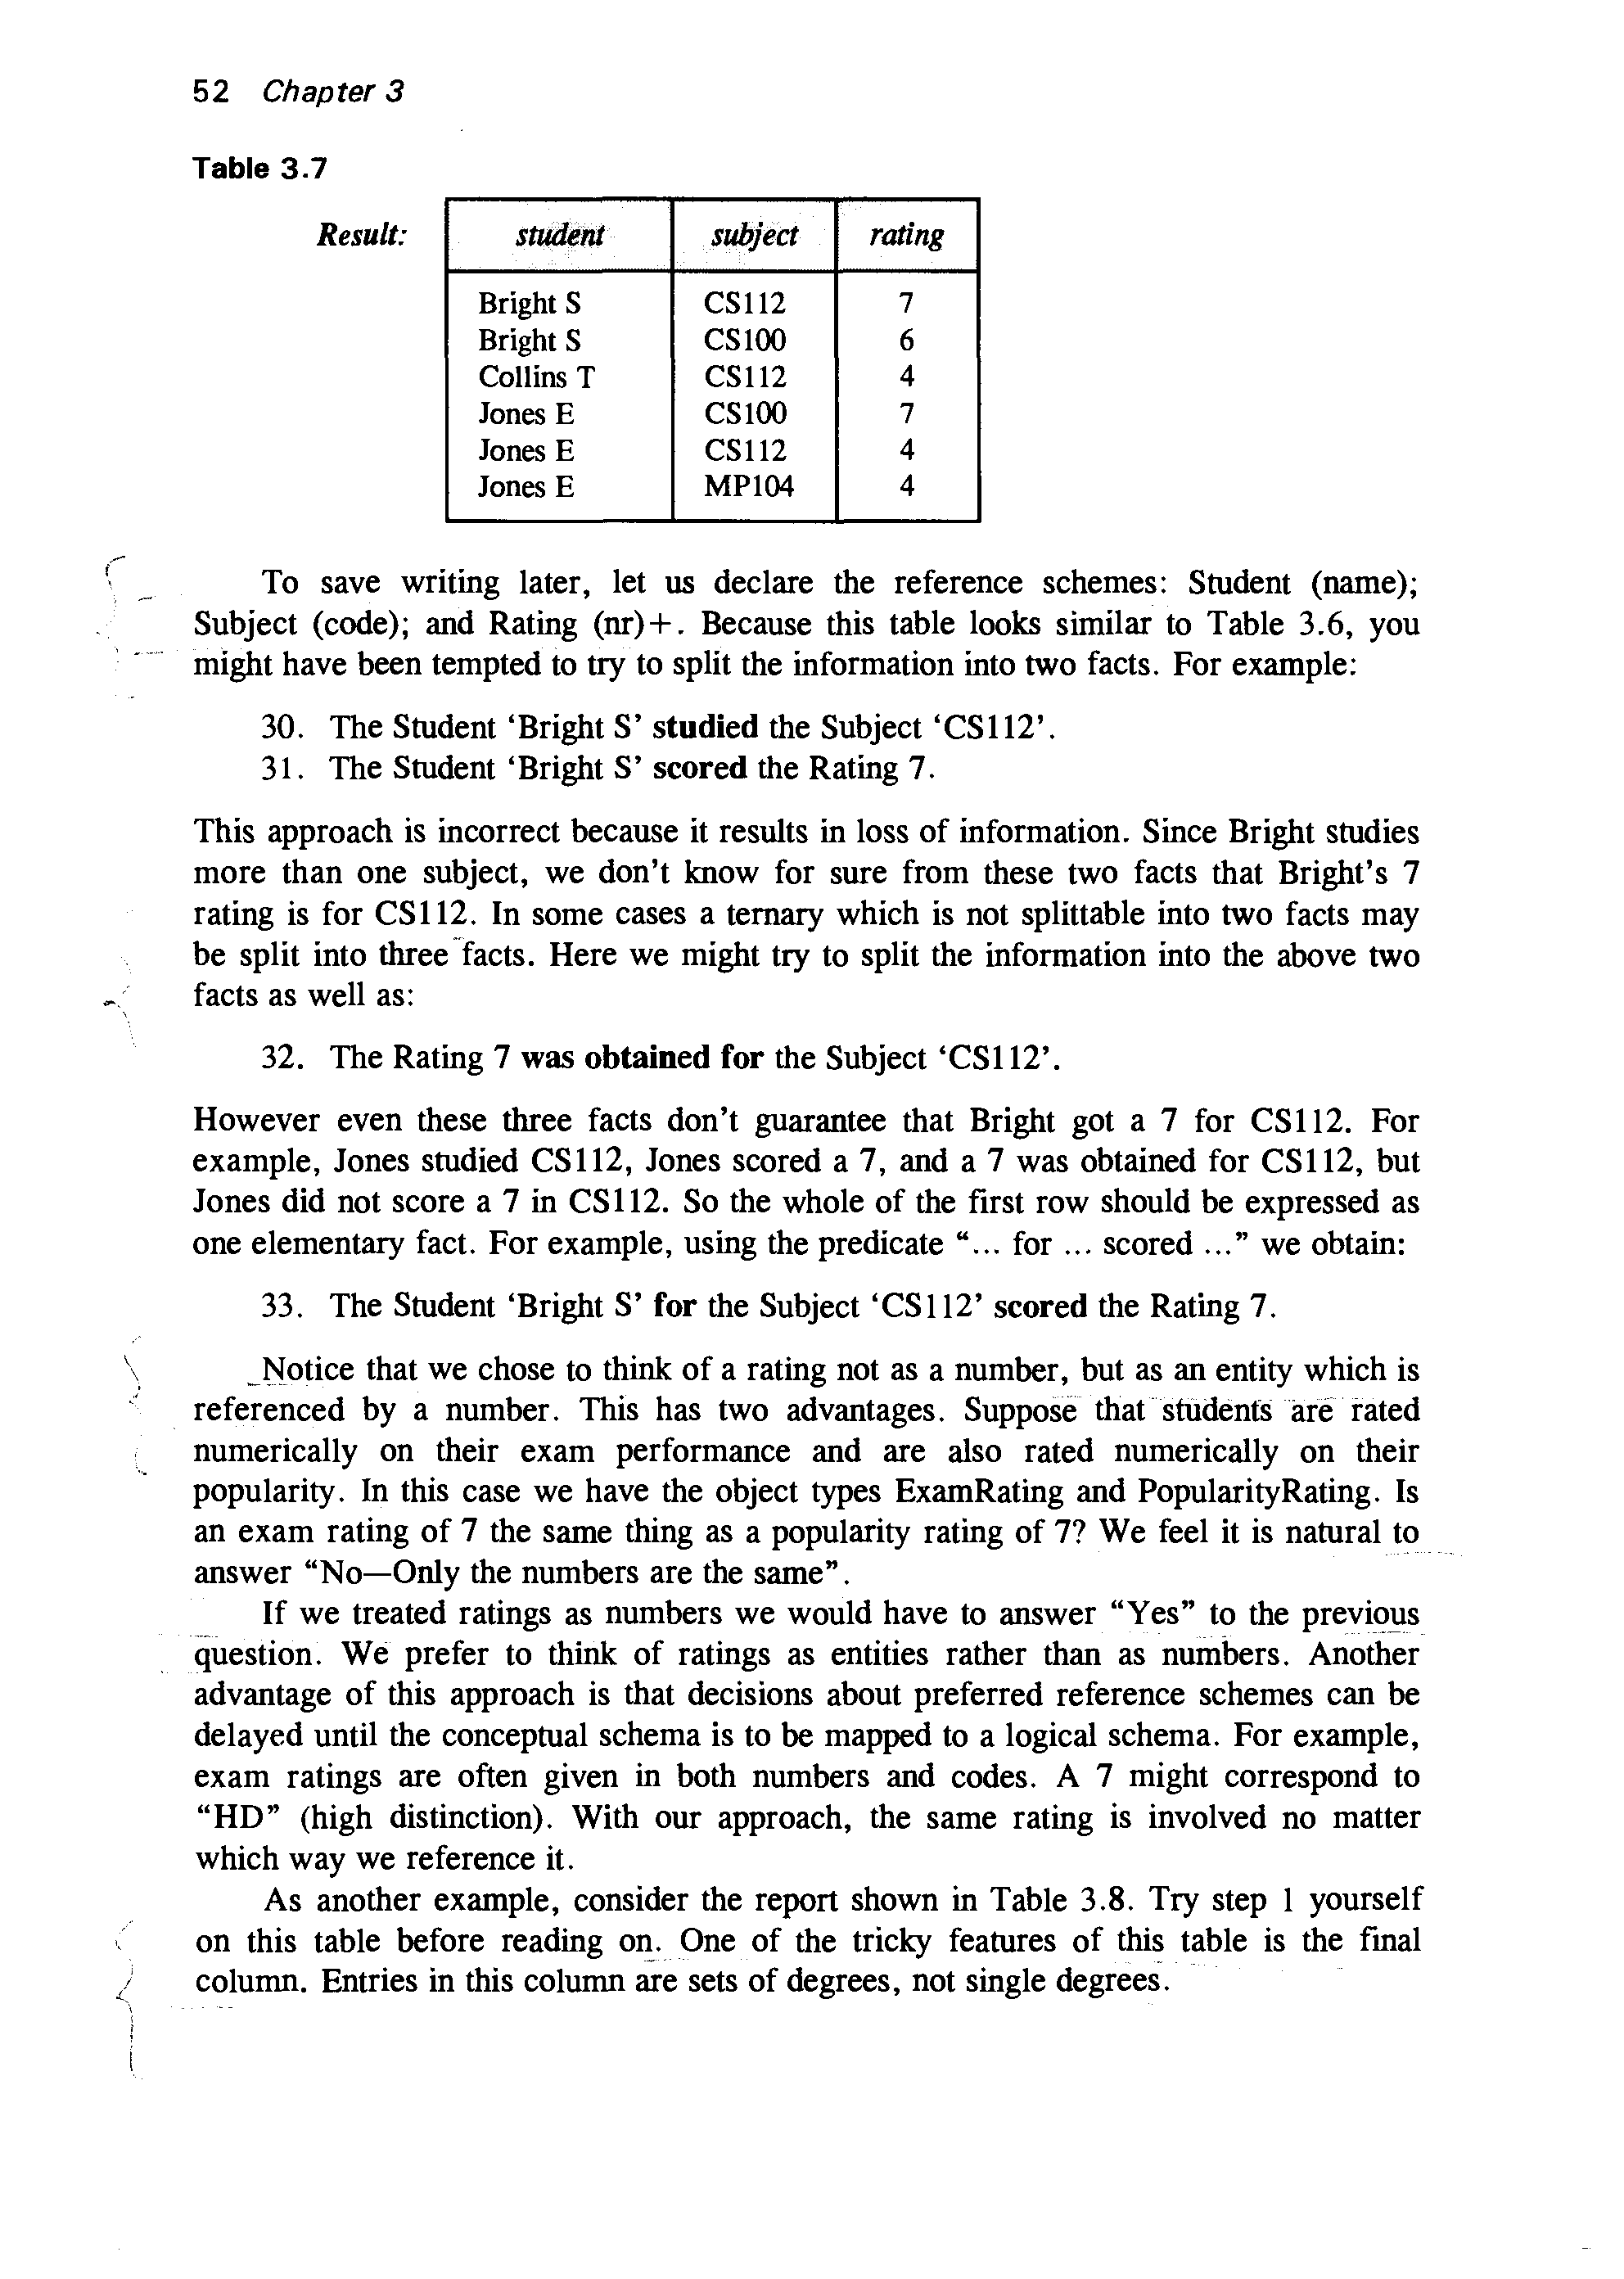 52 Chapter 3
Table 3.7
Result: student subject rating
Bright S CS112 7
Bright S CS100 6
Collins T CS112 4
Jones E CS100 7
Jones E CS112 4
Jones E MP104 4
To save writing later, let us declare the reference schemes: Student (name);
Subject (code); and Rating (nr)+. Because this table looks similar to Table 3.6, you
might have been tempted to try to split the information into two facts. For example:
30. The Student ‘Bright S’ studied the Subject ‘CS112’.
31. The Student ‘Bright S’ scored the Rating 7.
This approach is incorrect because it results in loss of information. Since Bright studies
more than one subject, we don’t know for sure from these two facts that Bright’s 7
rating is for CS112. In some cases a ternary which is not splittable into two facts may
be split into three facts. Here we might try to split the information into the above two
facts as well as:
32. The Rating 7 was obtained for the Subject ‘CS112’.
However even these three facts don’t guarantee that Bright got a 7 for CS112. For
example, Jones studied CS112, Jones scored a 7, and a 7 was obtained for CS112, but
Jones did not score a 7 in CS112. So the whole of the first row should be expressed as
one elementary fact. For example, using the predicate “... for ... scored ...” we obtain:
33. The Student ‘Bright S’ for the Subject ‘CS112’ scored the Rating 7.
Notice that we chose to think of a rating not as a number, but as an entity which is
referenced by a number. This has two advantages. Suppose that students are rated
numerically on their exam performance and are also rated numerically on their
popularity. In this case we have the object types ExamRating and PopularityRating. Is
an exam rating of 7 the same thing as a popularity rating of 7? We feel it is natural to
answer “No—Only the numbers are the same”.
If we treated ratings as numbers we would have to answer “Yes” to the previous
question. We prefer to think of ratings as entities rather than as numbers. Another
advantage of this approach is that decisions about preferred reference schemes can be
delayed until the conceptual schema is to be mapped to a logical schema. For example,
exam ratings are often given in both numbers and codes. A 7 might correspond to
“HD” (high distinction). With our approach, the same rating is involved no matter
which way we reference it.
As another example, consider the report shown in Table 3.8. Try step 1 yourself
on this table before reading on. One of the tricky features of this table is the final
column. Entries in this column are sets of degrees, not single degrees.